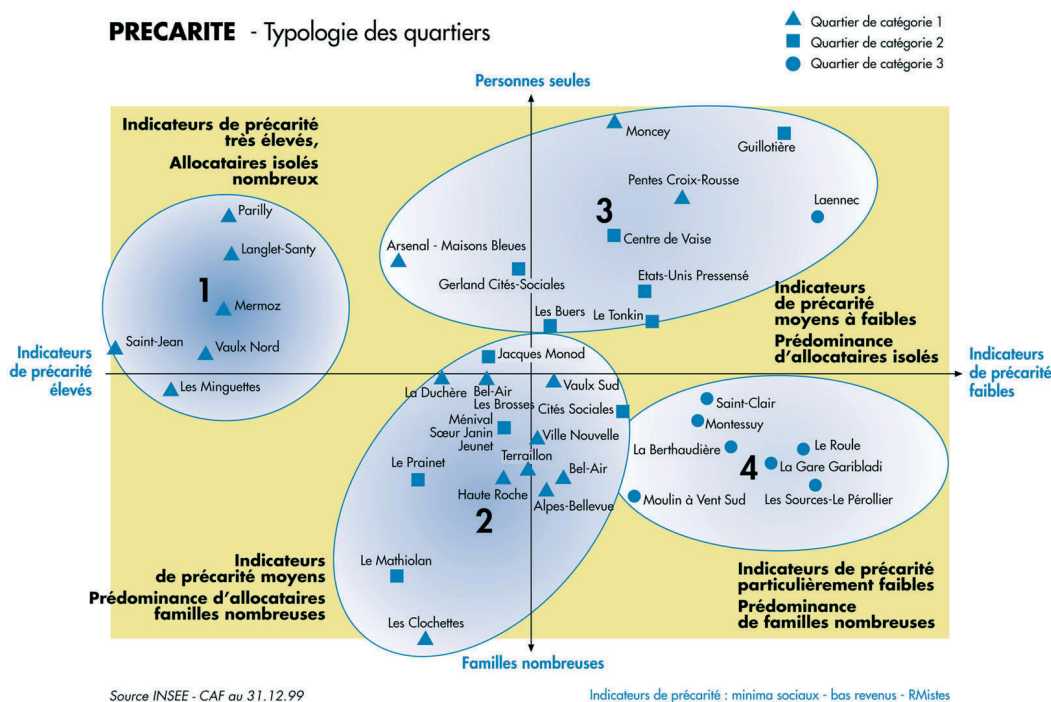 PRECARITE - Typologie des quartiers
Quartier de catégorie 1
Quartier de catégorie 2
Quartier de catégorie 3
Personnes seules
Indicateurs de précarité
très élevés,
Allocataires isolés
nombreux
Moncey
Guillotière
Pentes Croix-Rousse
Laennec
3
Centre de Vaise
Arsenal - Maisons Bleues
Gerland Cités-Sociales
Etats-Unis Pressensé
Les Buers
Le Tonkin
Parilly
Langlet-Santy
1
Mermoz
Saint-Jean
Vaulx Nord
Les Minguettes
Indicateurs
de précarité
moyens à faibles
Prédominance
d'allocataires isolés
Indicateurs
de précarité
élevés
Indicateurs
de précarité
faibles
Jacques Monod
La Duchère
Bel-Air
Les Brosses
Vaulx Sud
Cités Sociales
Ménival
Sœur Janin
Jeunet
Ville Nouvelle
Terraillon
Le Prainet
Haute Roche
Bel-Air
Alpes-Bellevue
2
Le Mathiolan
Les Clochettes
Saint-Clair
Montessuy
La Berthaudière
Le Roule
4
La Gare Garibladi
Moulin à Vent Sud
Les Sources-Le Pérollier
Indicateurs
de précarité moyens
Prédominance d'allocataires
familles nombreuses
Indicateurs de précarité
particulièrement faibles
Prédominance
de familles nombreuses
Familles nombreuses
Source INSEE - CAF au 31.12.99
Indicateurs de précarité : minima sociaux - bas revenus - RMistes